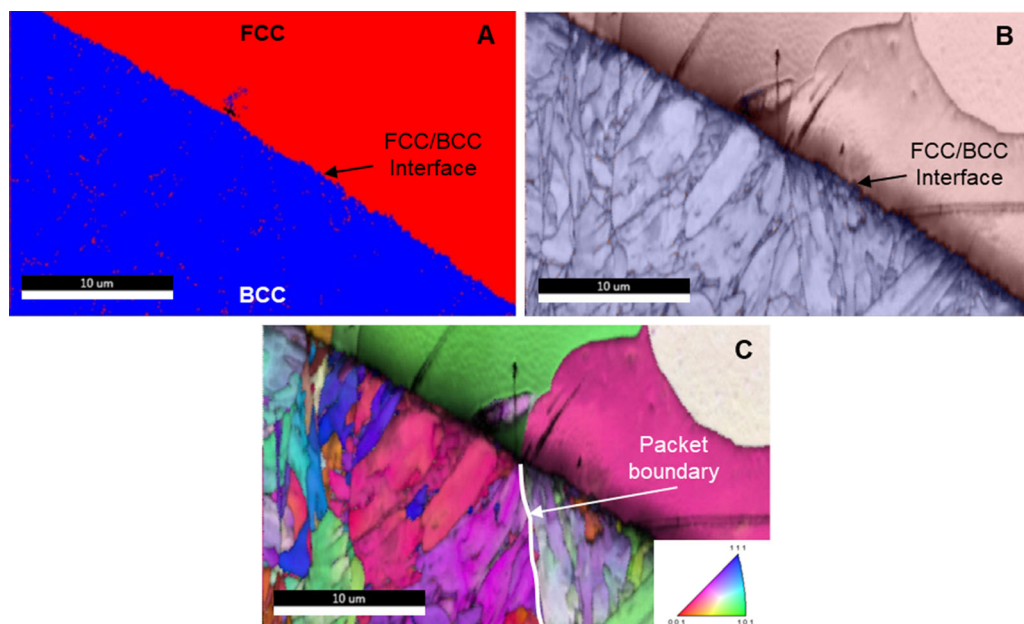 FCC
A
FCC/BCC
Interface
10 um
BCC
B
FCC/BCC
Interface
10 um
C
Packet
boundary
10 um
111
001
101